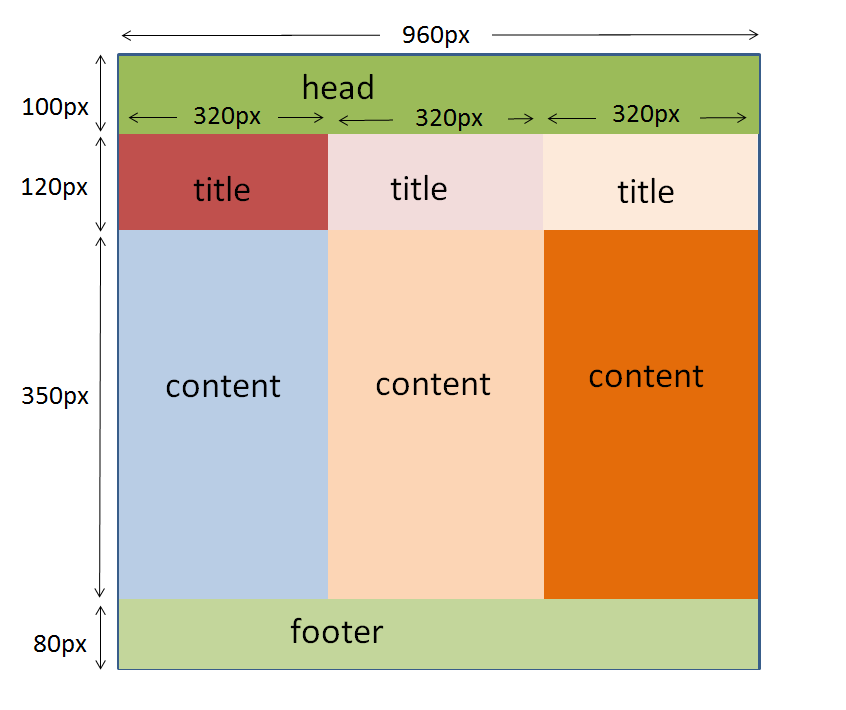 960px
head
100px
320px
320px
320px
120px
title
title
title
350px
content
content
content
80px
footer